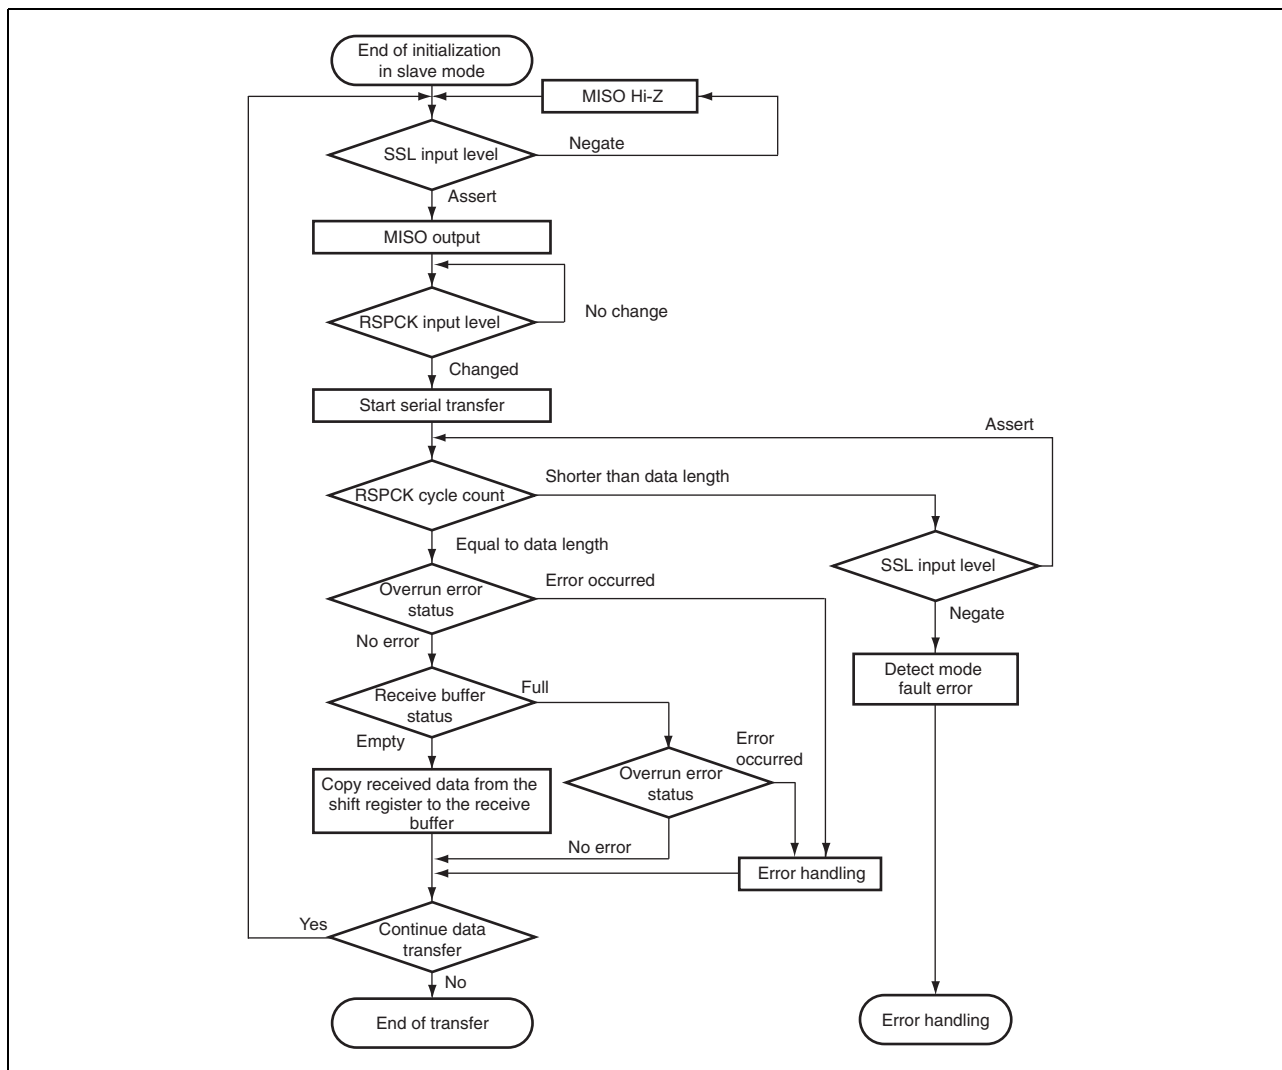 End of initialization
in slave mode
MISO Hi-Z
SSL input level
Negate
Assert
MISO output
RSPCK input level
No change
Changed
Start serial transfer
Assert
RSPCK cycle count
Shorter than data length
Equal to data length
SSL input level
Overrun error
status
Error occurred
Negate
No error
Detect mode
fault error
Receive buffer
status
Full
Empty
Error
occurred
Overrun error
status
Copy received data from the
shift register to the receive
buffer
No error
Error handling
Yes
Continue data
transfer
No
End of transfer
Error handling